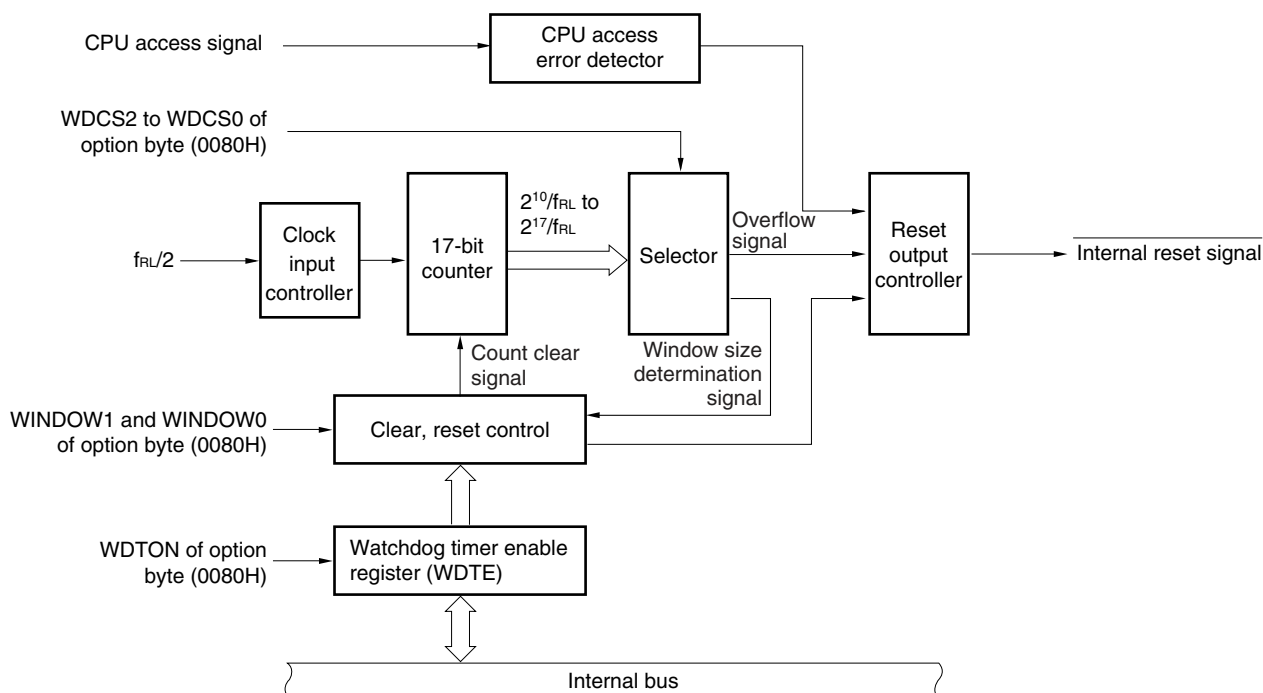 CPU access signal
CPU access
error detector
WDCS2 to WDCS0 of
option byte (0080H)
fRL/2
Clock
input
controller
17-bit
counter
2¹⁰/fRL to
2¹⁷/fRL
Selector
Overflow
signal
Reset
output
controller
Internal reset signal
Count clear
signal
Window size
determination
signal
WINDOW1 and WINDOW0
of option byte (0080H)
Clear, reset control
WDTON of option
byte (0080H)
Watchdog timer enable
register (WDTE)
Internal bus